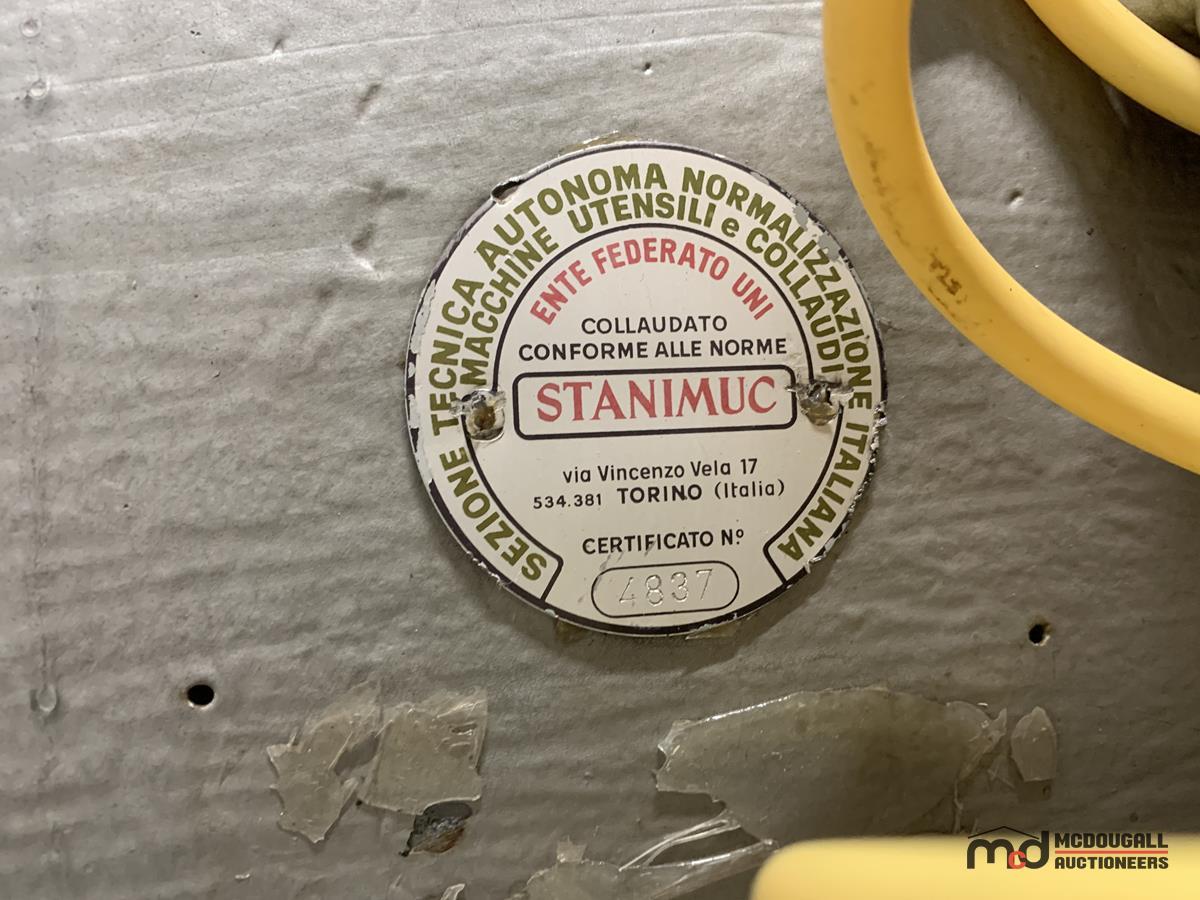 SEZIONE TECNICA AUTONOMA NORMALIZZAZIONE ITALIANA
MACCHINE UTENSILI e COLLAUDI
ENTE FEDERATO UNI
COLLAUDATO
CONFORME ALLE NORME
STANIMUC
via Vincenzo Vela 17
534.381 TORINO (Italia)
CERTIFICATO Nº
4837
mcd MCDOUGALL
AUCTIONEERS